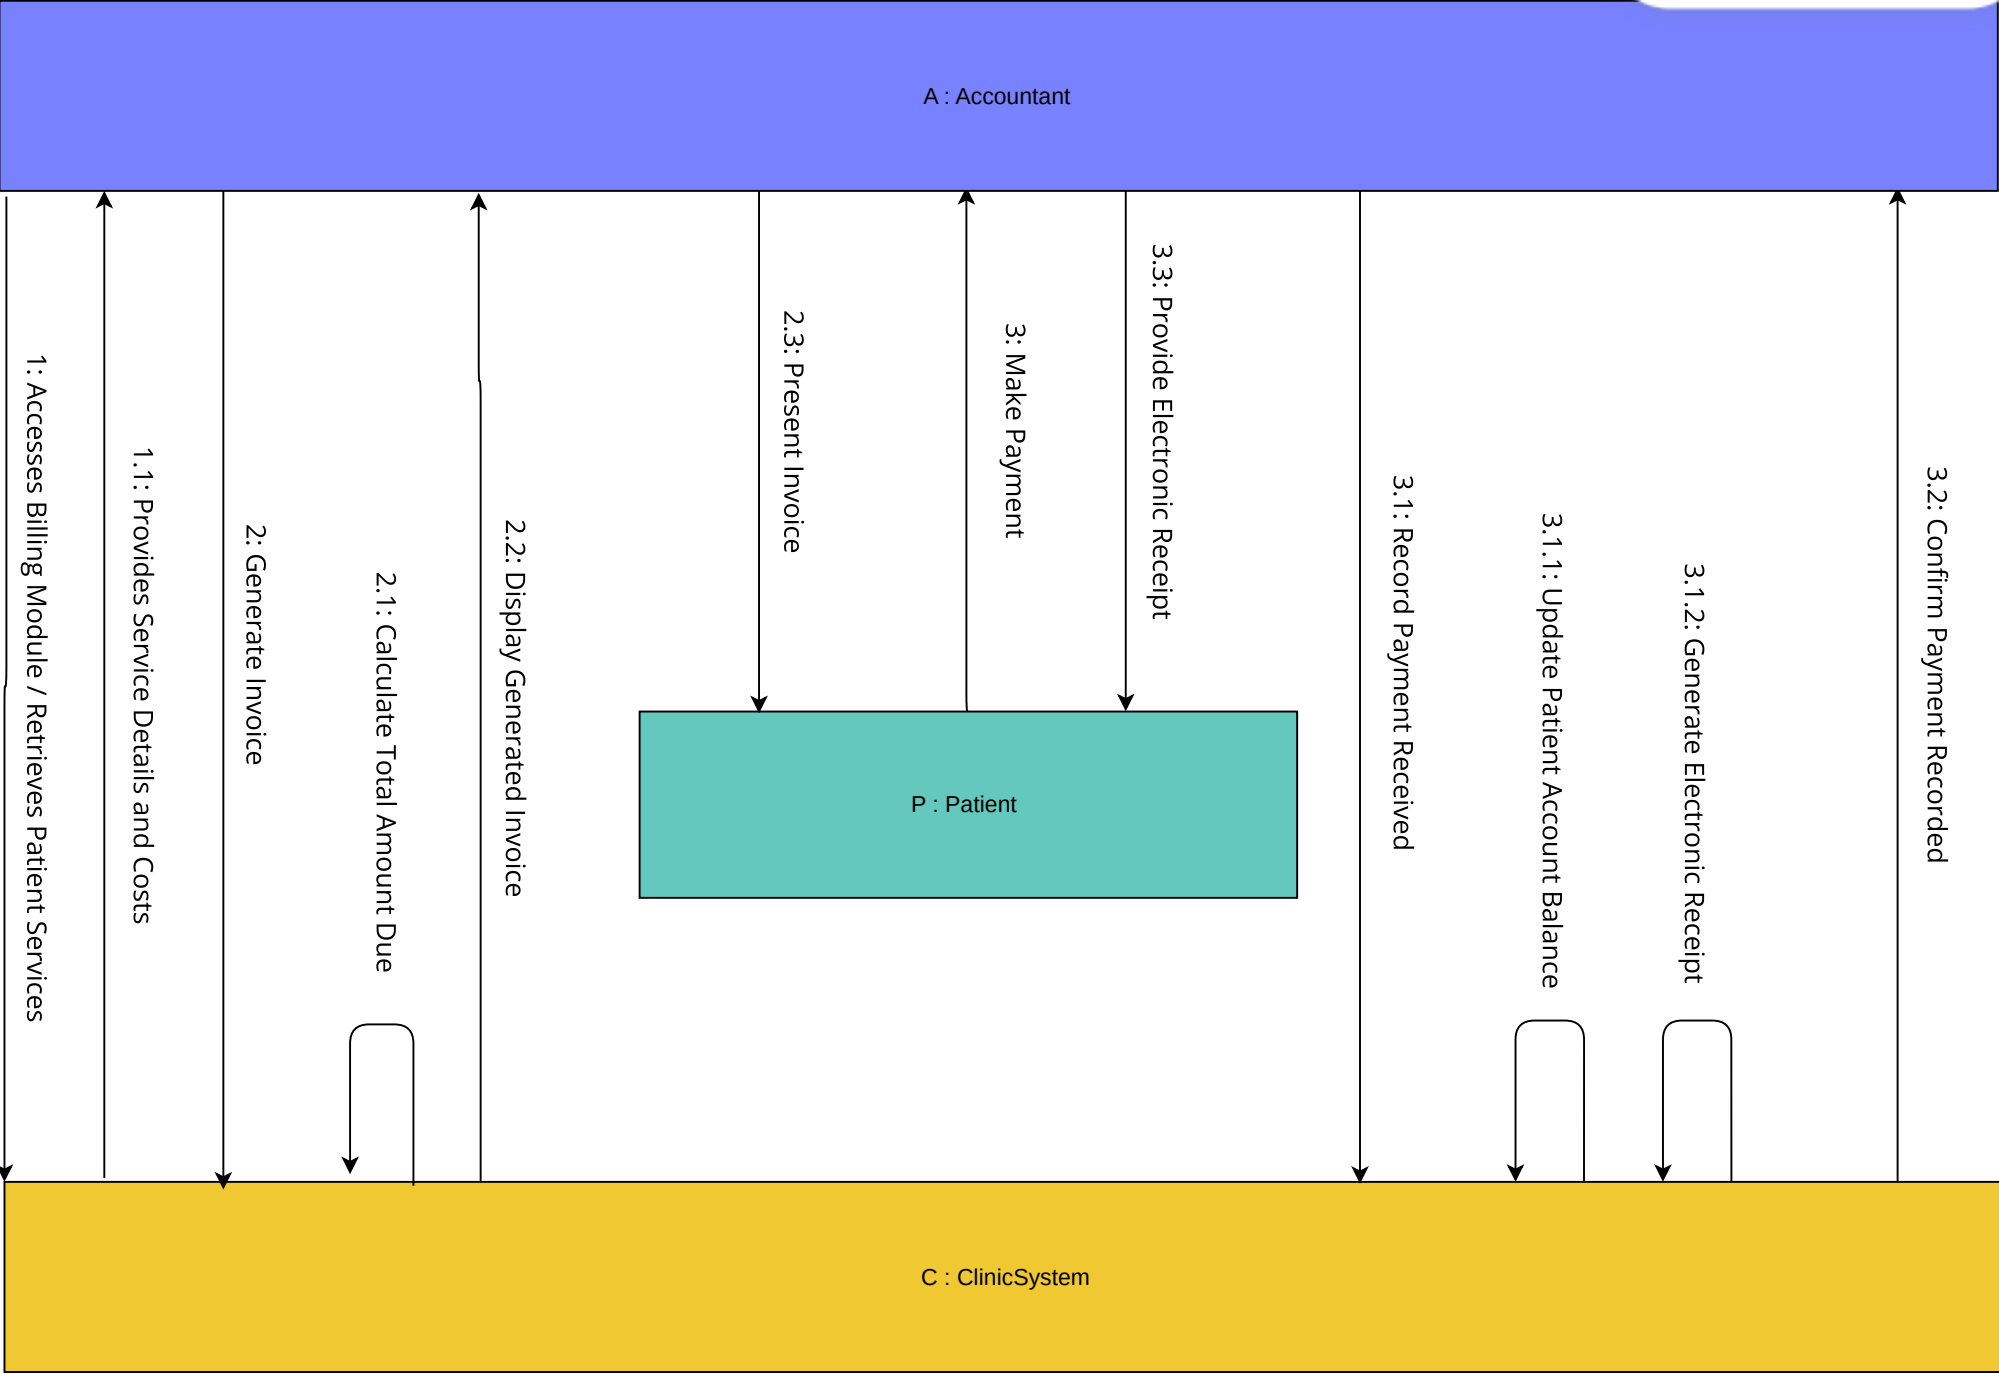 A : Accountant
1: Accesses Billing Module / Retrieves Patient Services
1.1: Provides Service Details and Costs
2: Generate Invoice
2.1: Calculate Total Amount Due
2.2: Display Generated Invoice
2.3: Present Invoice
3: Make Payment
3.3: Provide Electronic Receipt
3.1: Record Payment Received
3.1.1: Update Patient Account Balance
3.1.2: Generate Electronic Receipt
3.2: Confirm Payment Recorded
P : Patient
C : ClinicSystem